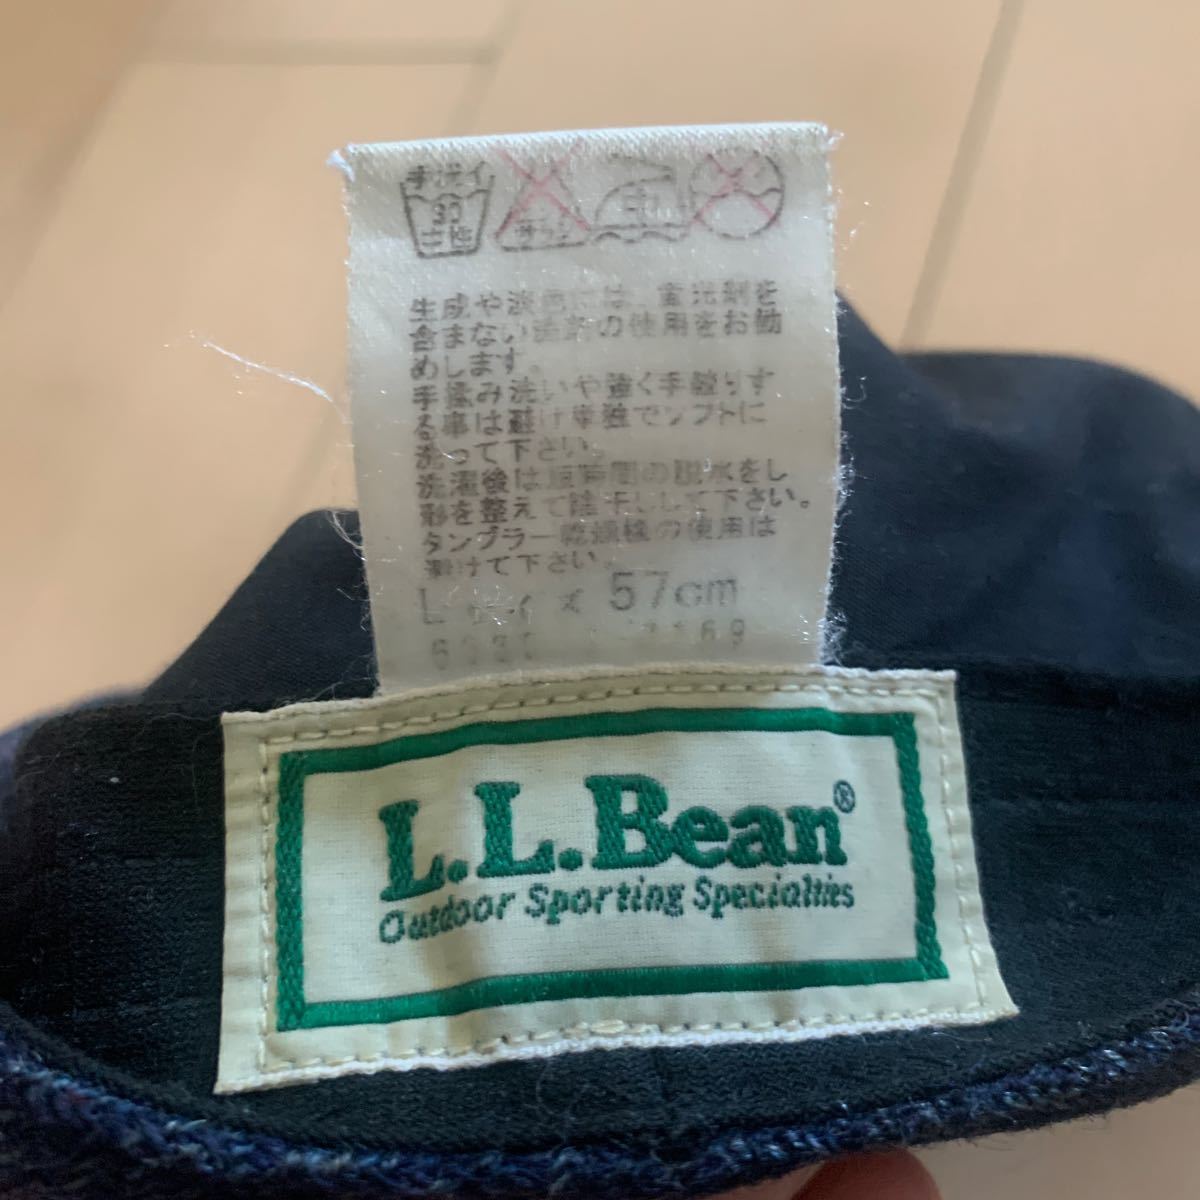 手洗イ
30
中性
生成や淡色には、蛍光剤を
含まない洗剤の使用をお勧
めします。
手揉み洗いや強く手絞りす
る事は避け単独でソフトに
洗って下さい。
洗濯後は短時間の脱水をし
形を整えて陰干しして下さい。
タンブラー乾燥機の使用は
避けて下さい。
L サイズ 57cm
L.L.Bean®
Outdoor Sporting Specialties